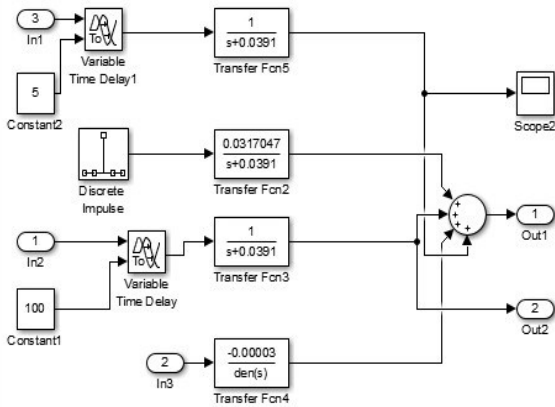 3
In1
To
Variable
Time Delay1
1
s+0.0391
Transfer Fcn5
5
Constant2
Scope2
Discrete
Impulse
0.0317047
s+0.0391
Transfer Fcn2
+
+
+
+
1
Out1
1
In2
To
Variable
Time Delay
1
s+0.0391
Transfer Fcn3
100
Constant1
2
Out2
2
In3
-0.00003
den(s)
Transfer Fcn4